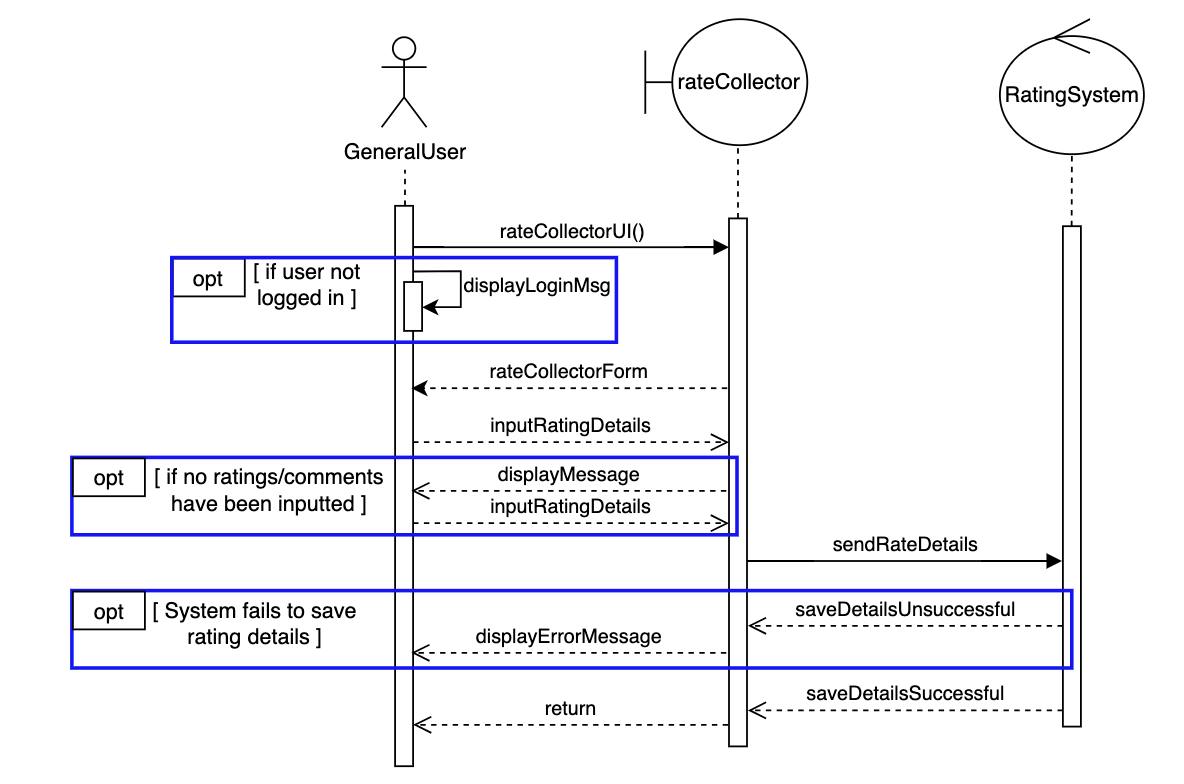 rateCollector
RatingSystem
GeneralUser
rateCollectorUI()
opt
[ if user not
logged in ]
displayLoginMsg
rateCollectorForm
inputRatingDetails
opt
[ if no ratings/comments
have been inputted ]
displayMessage
inputRatingDetails
sendRateDetails
opt
[ System fails to save
rating details ]
saveDetailsUnsuccessful
displayErrorMessage
saveDetailsSuccessful
return